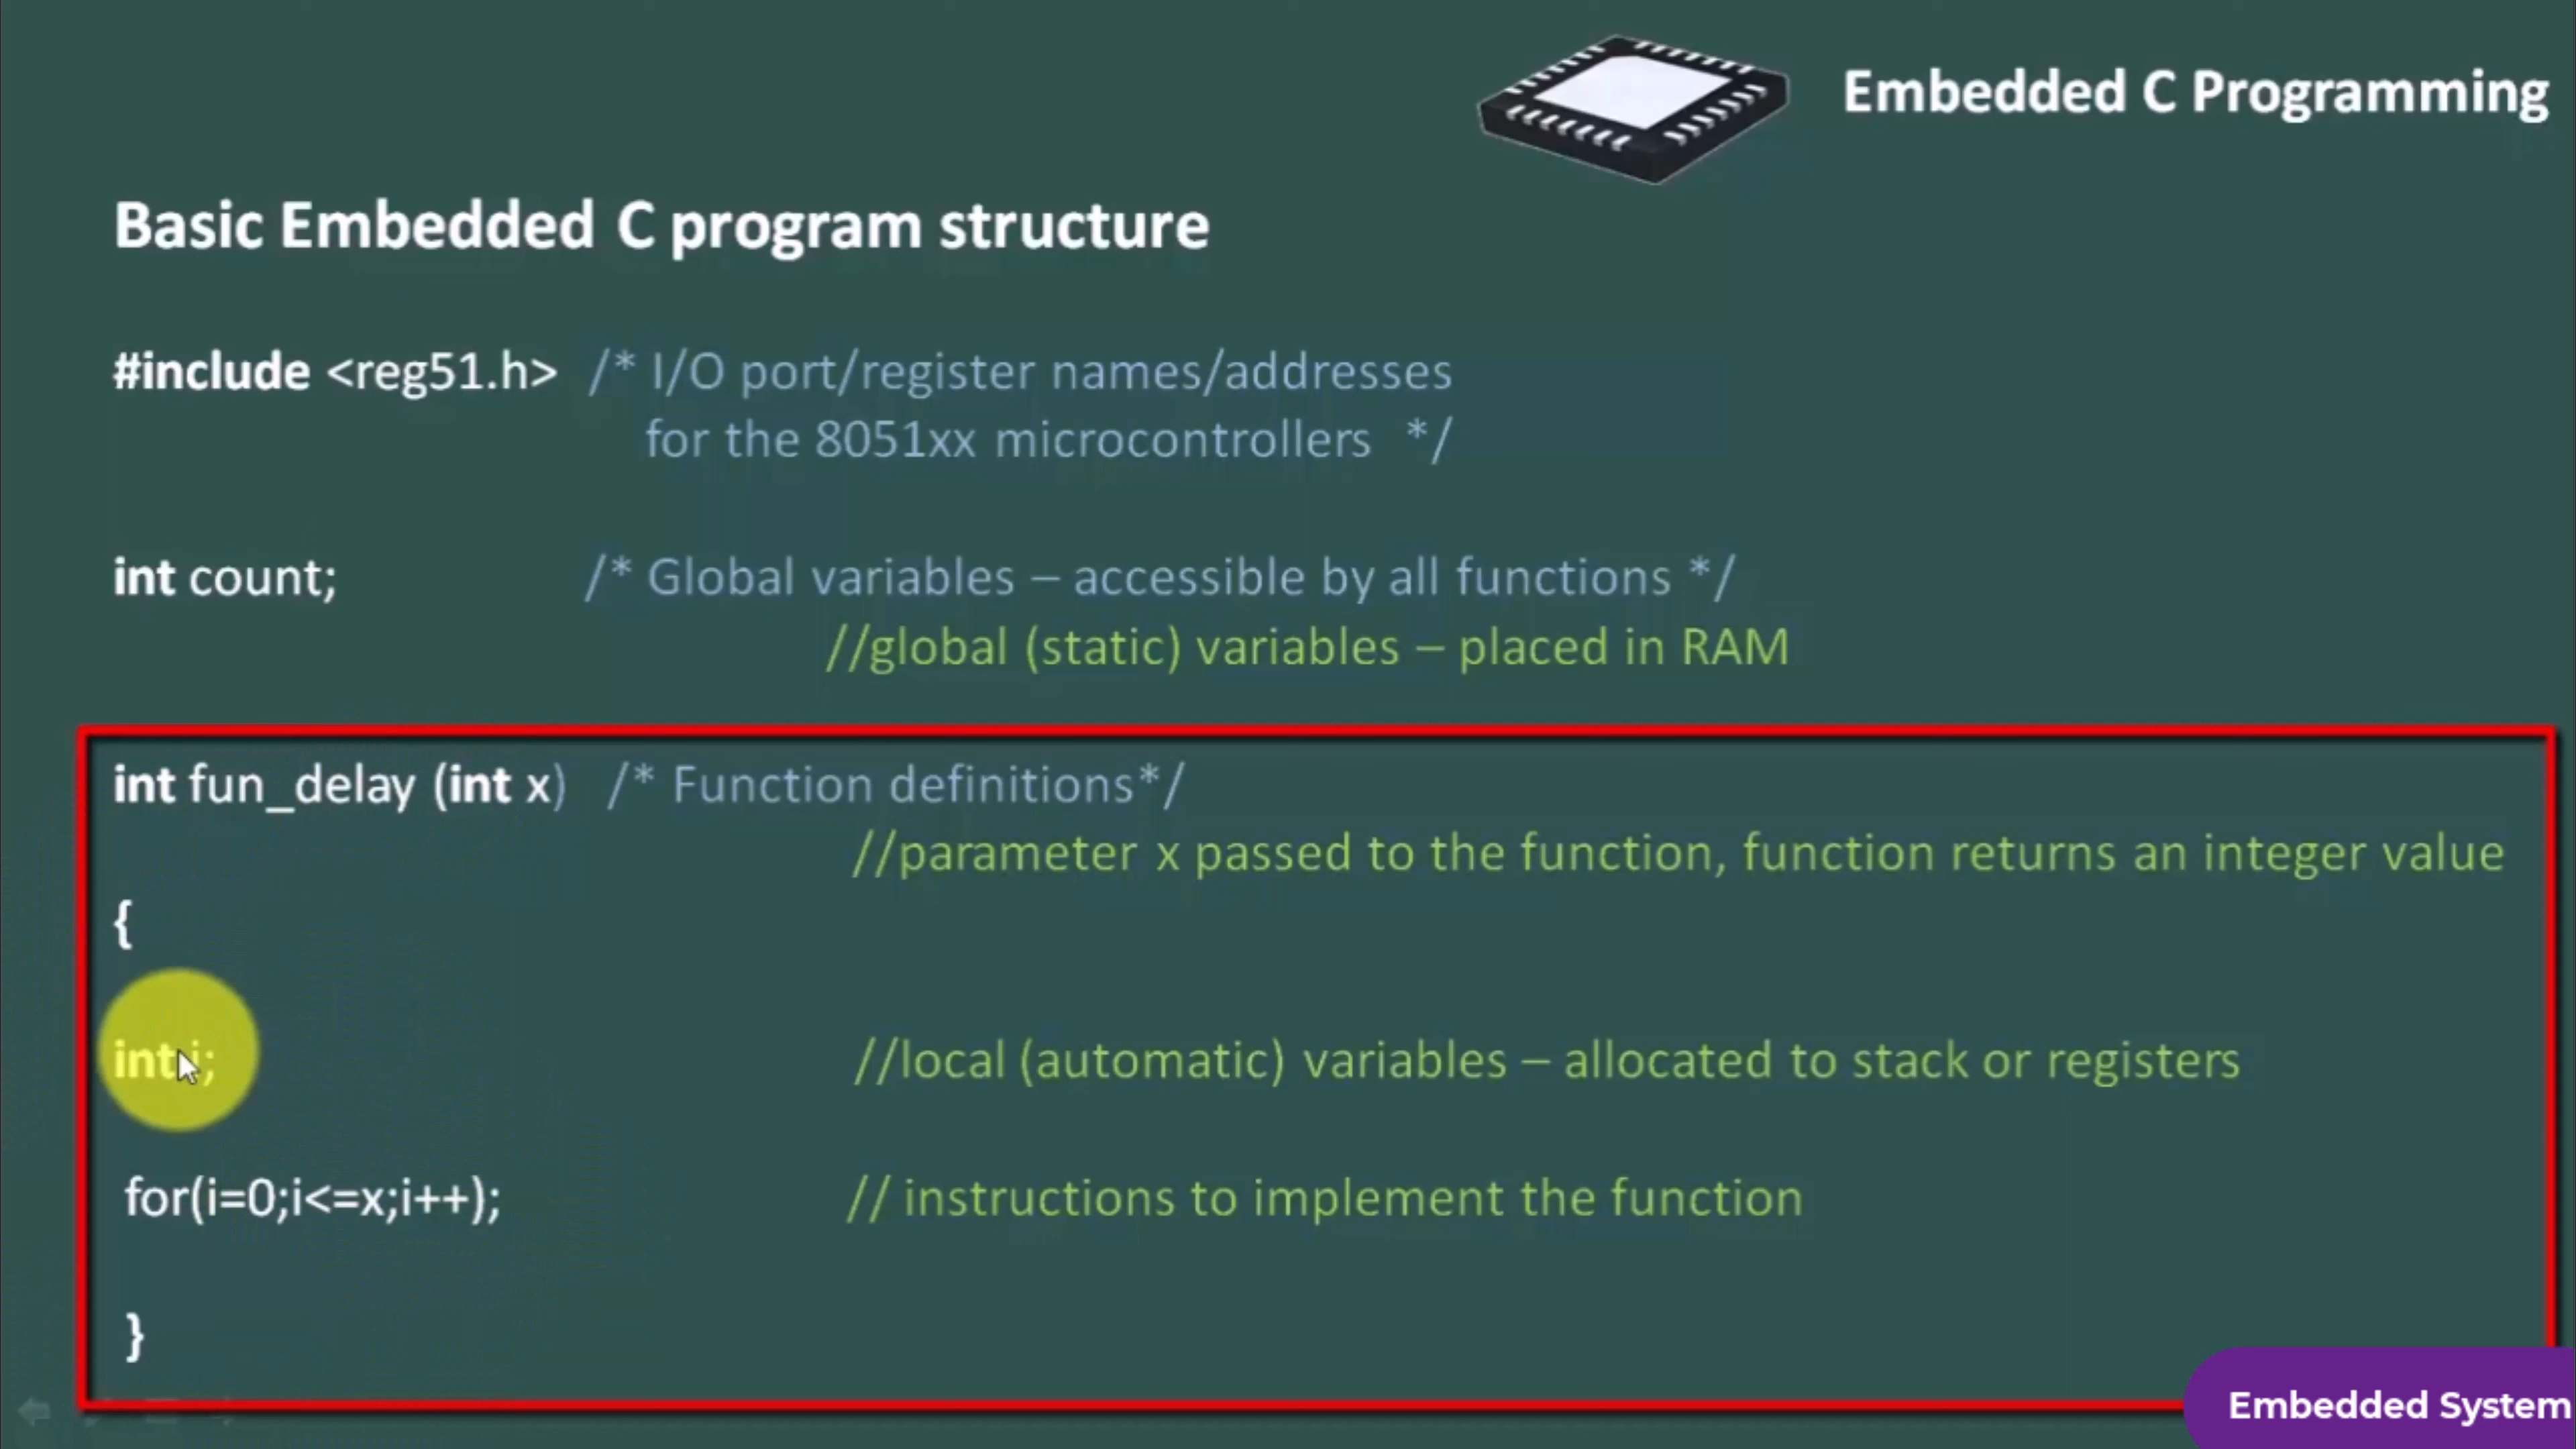 Embedded C Programming
Basic Embedded C program structure
#include <reg51.h> /* I/O port/register names/addresses
for the 8051xx microcontrollers */
int count; /* Global variables – accessible by all functions */
//global (static) variables – placed in RAM
int fun_delay (int x) /* Function definitions*/
//parameter x passed to the function, function returns an integer value
{
int i; //local (automatic) variables – allocated to stack or registers
for(i=0;i<=x;i++); // instructions to implement the function
}
Embedded System